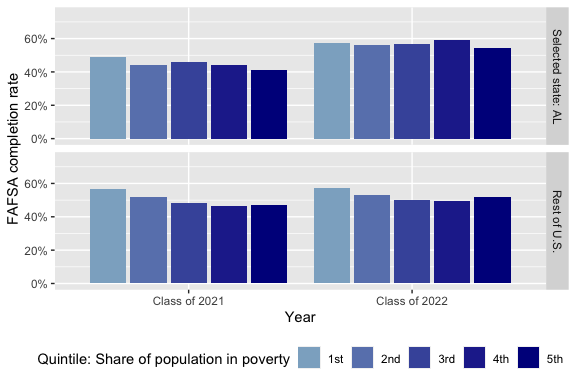 FAFSA completion rate
60%
40%
20%
0%
Selected state: AL
60%
40%
20%
0%
Rest of U.S.
Class of 2021 Class of 2022
Year
Quintile: Share of population in poverty 1st 2nd 3rd 4th 5th